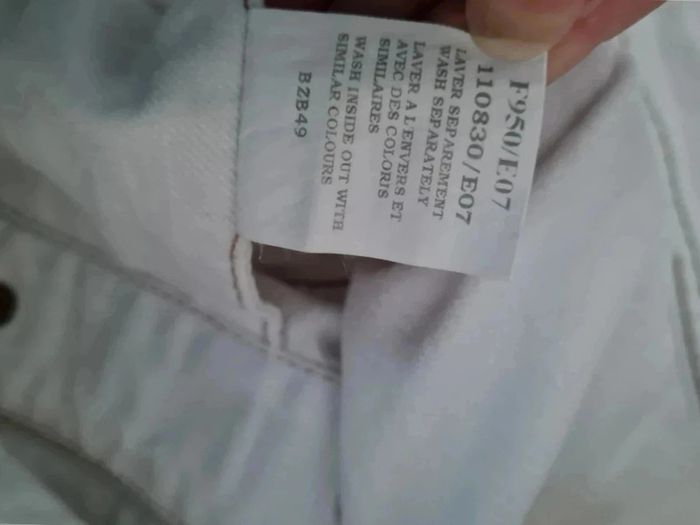 F950/E07
110830/E07
LAVER SEPAREMENT
WASH SEPARATELY
LAVER A L'ENVERS ET
AVEC DES COLORIS
SIMILAIRES
WASH INSIDE OUT WITH
SIMILAR COLOURS
BZB49